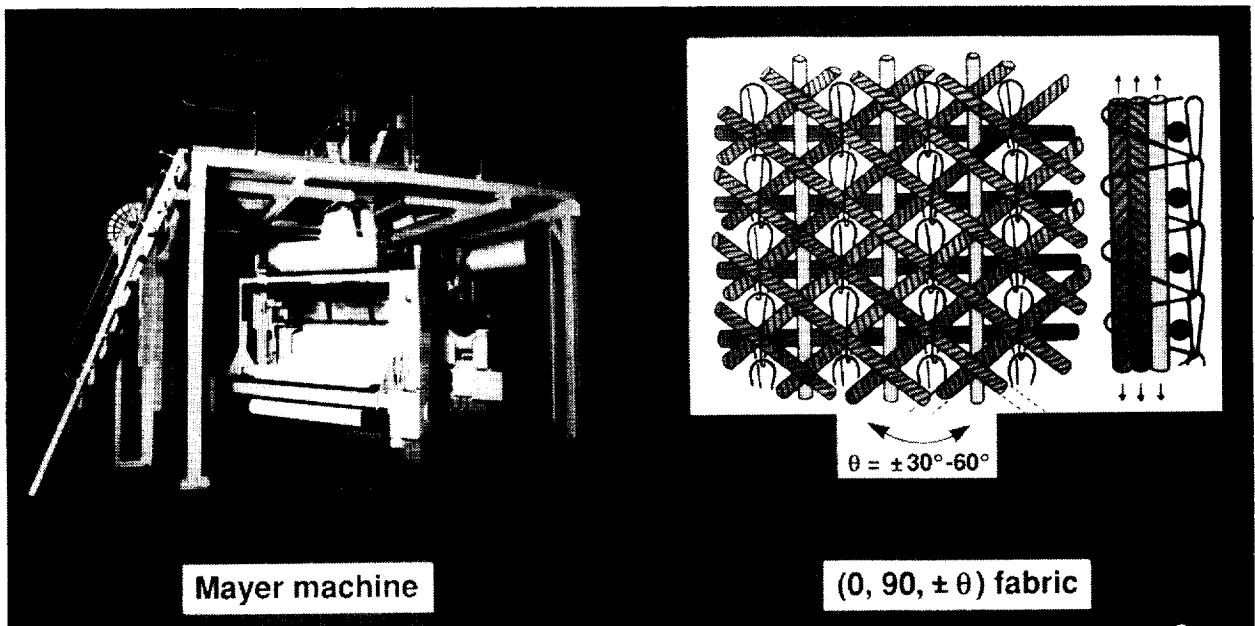 θ = ±30°-60°
Mayer machine
(0, 90, ± θ) fabric